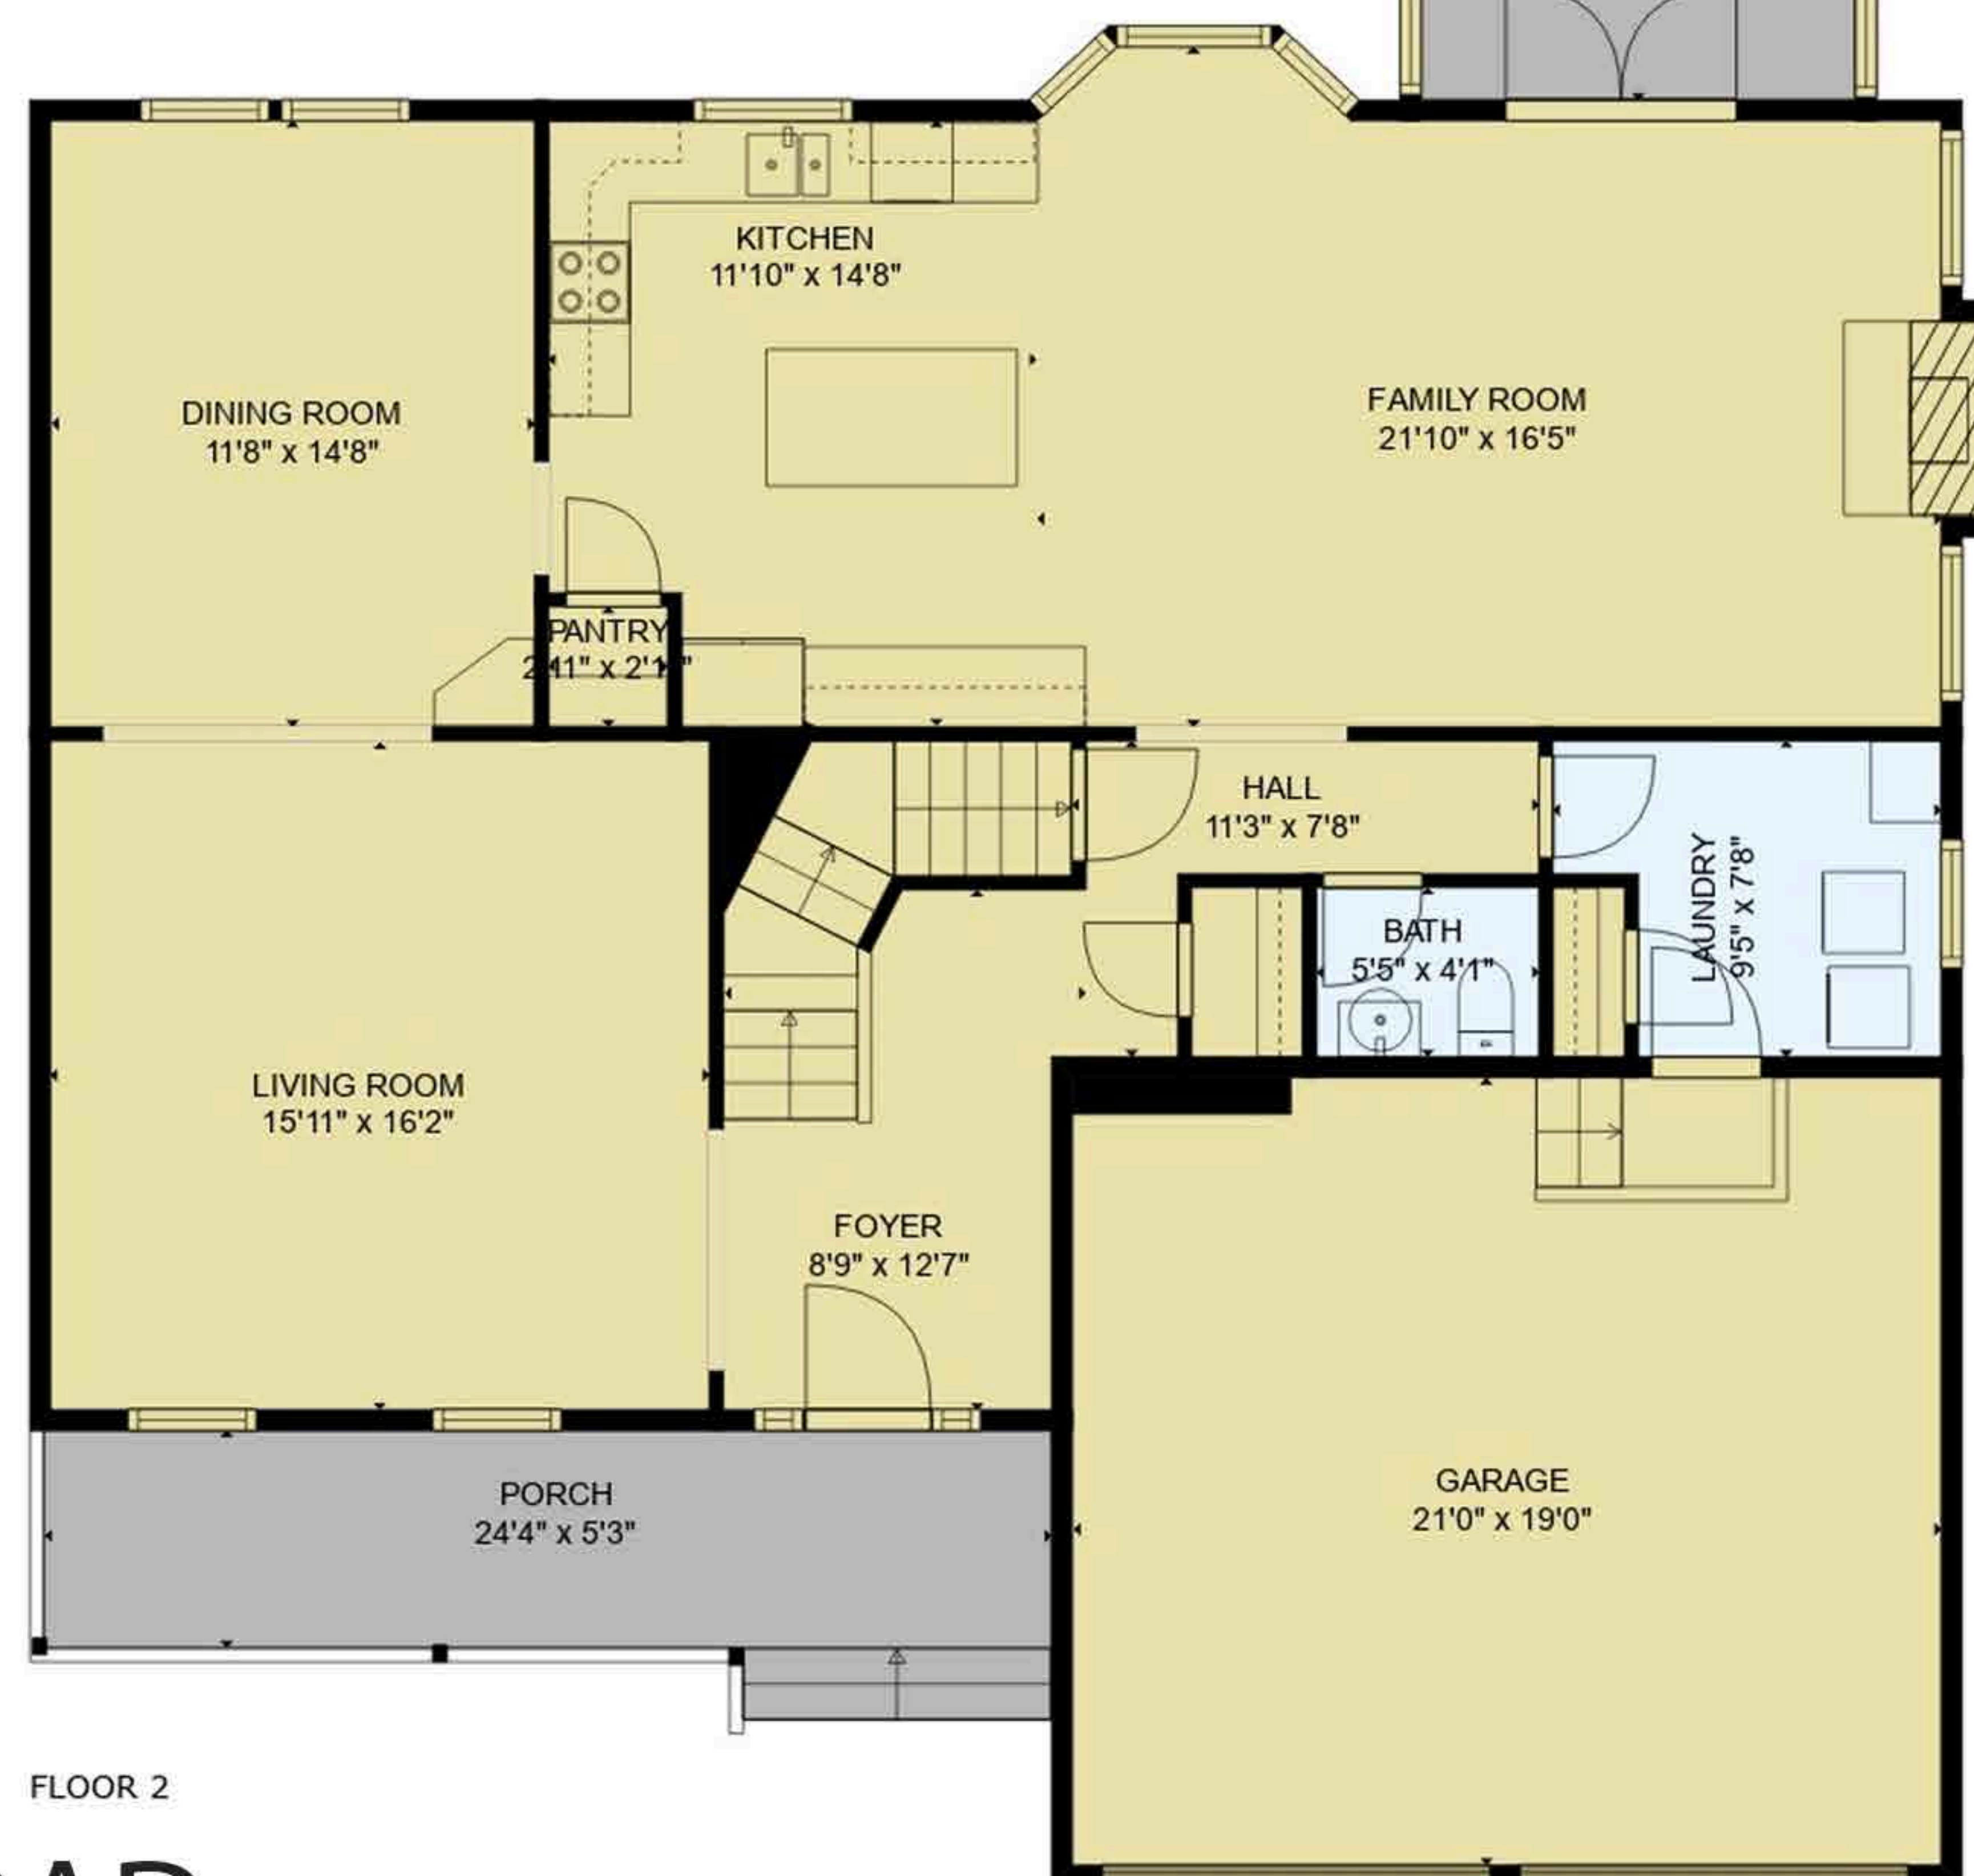 KITCHEN
11'10" x 14'8"
DINING ROOM
11'8" x 14'8"
FAMILY ROOM
21'10" x 16'5"
PANTRY
HALL
11'3" x 7'8"
LAUNDRY
9'5" x 7'8"
BATH
5'5" x 4'1"
LIVING ROOM
15'11" x 16'2"
FOYER
8'9" x 12'7"
PORCH
24'4" x 5'3"
GARAGE
21'0" x 19'0"
FLOOR 2